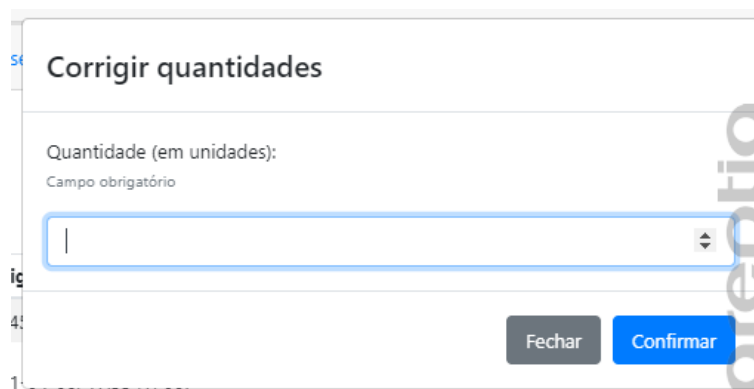 Corrigir quantidades
Quantidade (em unidades):
Campo obrigatório
Fechar
Confirmar